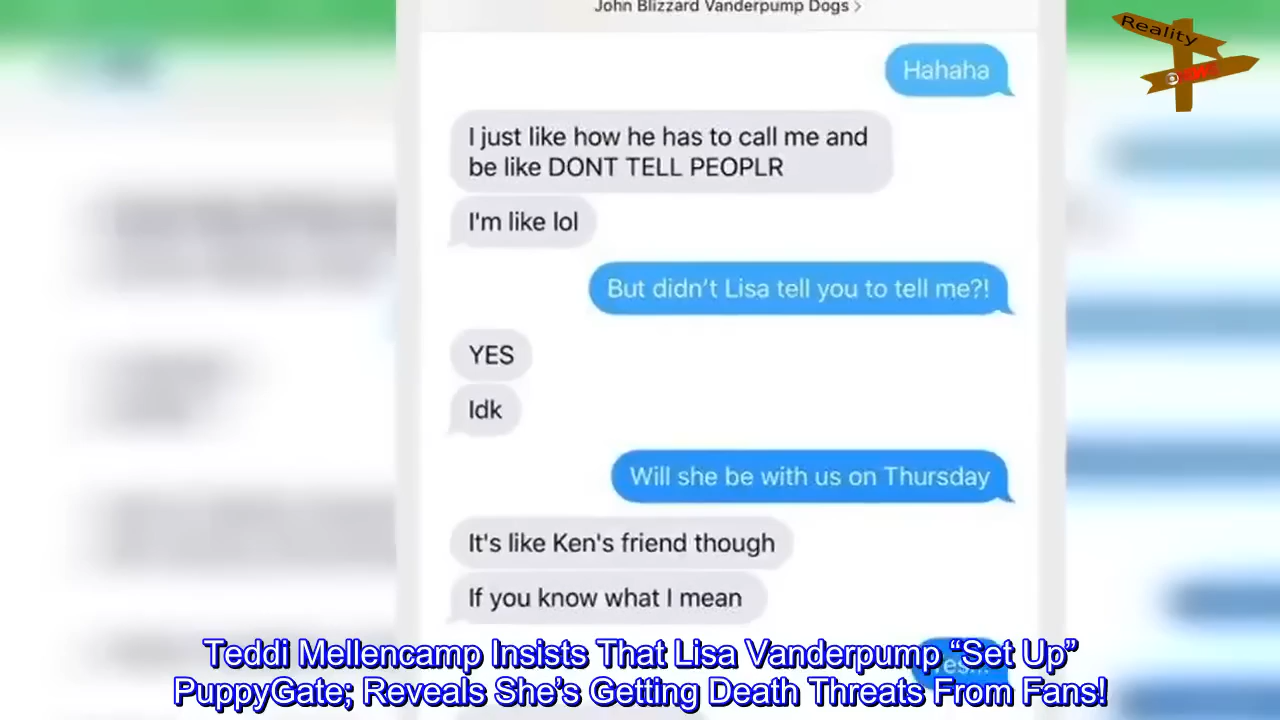 John Blizzard Vanderpump Dogs >
Reality
Hahaha
I just like how he has to call me and
be like DONT TELL PEOPLR
I'm like lol
But didn't Lisa tell you to tell me?!
YES
Idk
Will she be with us on Thursday
It's like Ken's friend though
If you know what I mean
Teddi Mellencamp Insists That Lisa Vanderpump “Set Up”
PuppyGate; Reveals She’s Getting Death Threats From Fans!